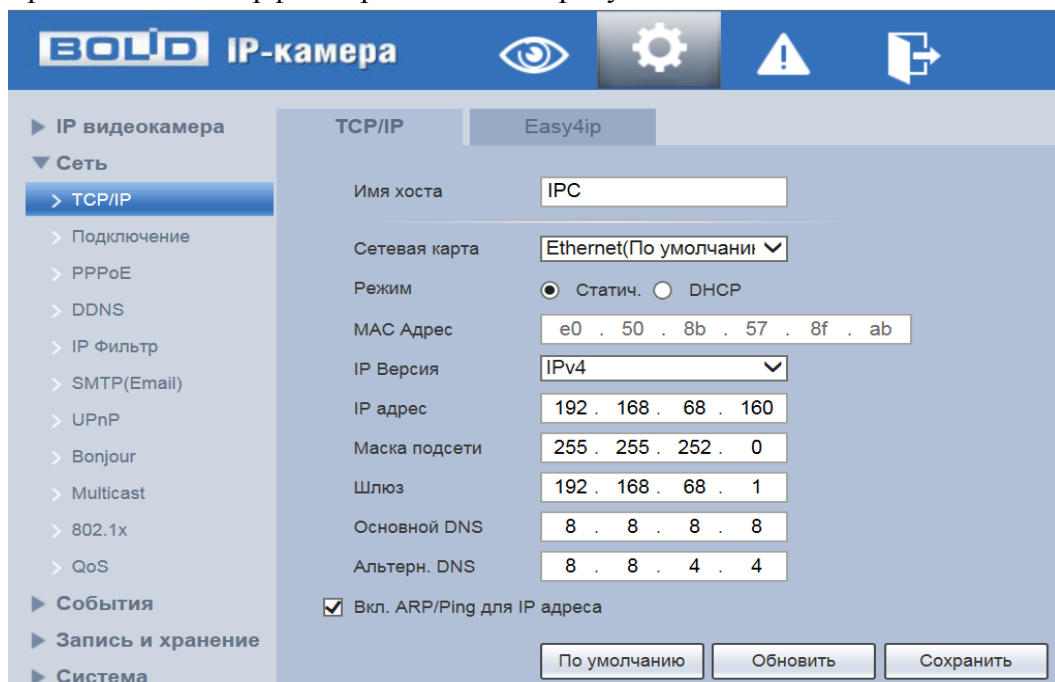 BOLID IP-камера
IP видеокамера
Сеть
TCP/IP
Подключение
PPPoE
DDNS
IP Фильтр
SMTP(Email)
UPnP
Bonjour
Multicast
802.1x
QoS
События
Запись и хранение
Система
TCP/IP Easy4ip
Имя хоста IPC
Сетевая карта Ethernet(По умолчани
Режим Статич. DHCP
MAC Адрес e0 . 50 . 8b . 57 . 8f . ab
IP Версия IPv4
IP адрес 192 . 168 . 68 . 160
Маска подсети 255 . 255 . 252 . 0
Шлюз 192 . 168 . 68 . 1
Основной DNS 8 . 8 . 8 . 8
Альтерн. DNS 8 . 8 . 4 . 4
Вкл. ARP/Ping для IP адреса
По умолчанию Обновить Сохранить